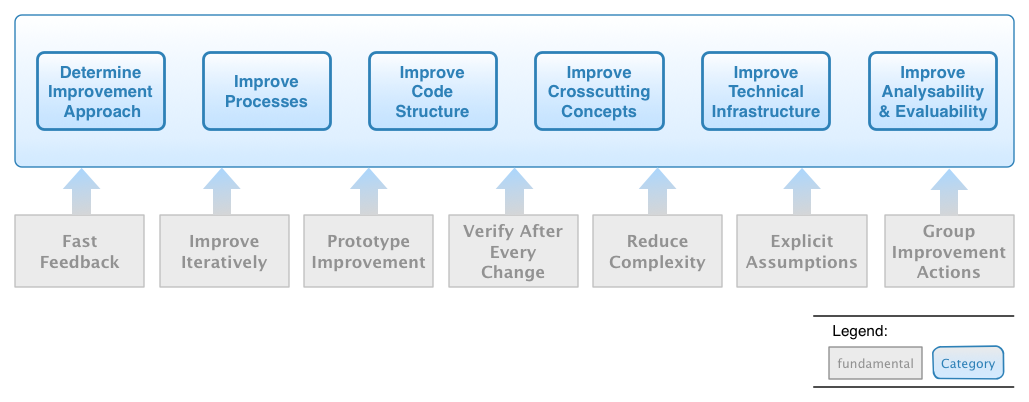 Determine
Improvement
Approach
Improve
Processes
Improve
Code
Structure
Improve
Crosscutting
Concepts
Improve
Technical
Infrastructure
Improve
Analysability
& Evaluability
Fast
Feedback
Improve
Iteratively
Prototype
Improvement
Verify After
Every
Change
Reduce
Complexity
Explicit
Assumptions
Group
Improvement
Actions
Legend:
fundamental
Category